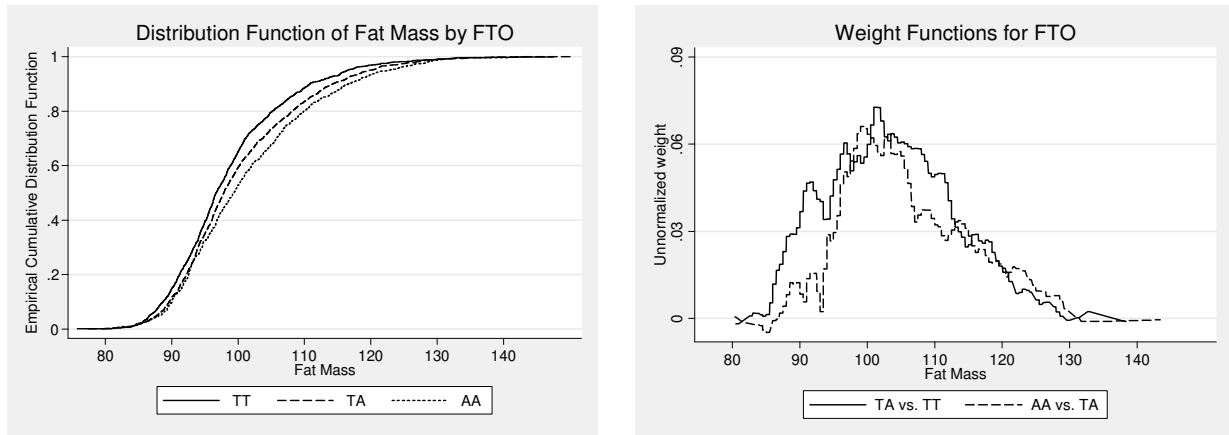 Distribution Function of Fat Mass by FTO
Empirical Cumulative Distribution Function
1
.8
.6
.4
.2
0
80 90 100 110 120 130 140
Fat Mass
TT TA AA
Weight Functions for FTO
Unnormalized weight
.09
.06
.03
0
80 90 100 110 120 130 140
Fat Mass
TA vs. TT AA vs. TA